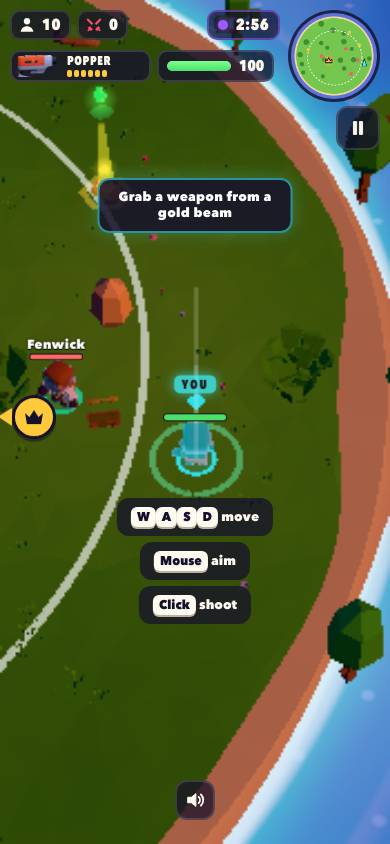 10
0
2:56
POPPER
100
Grab a weapon from a
gold beam
Fenwick
YOU
W A S D move
Mouse aim
Click shoot